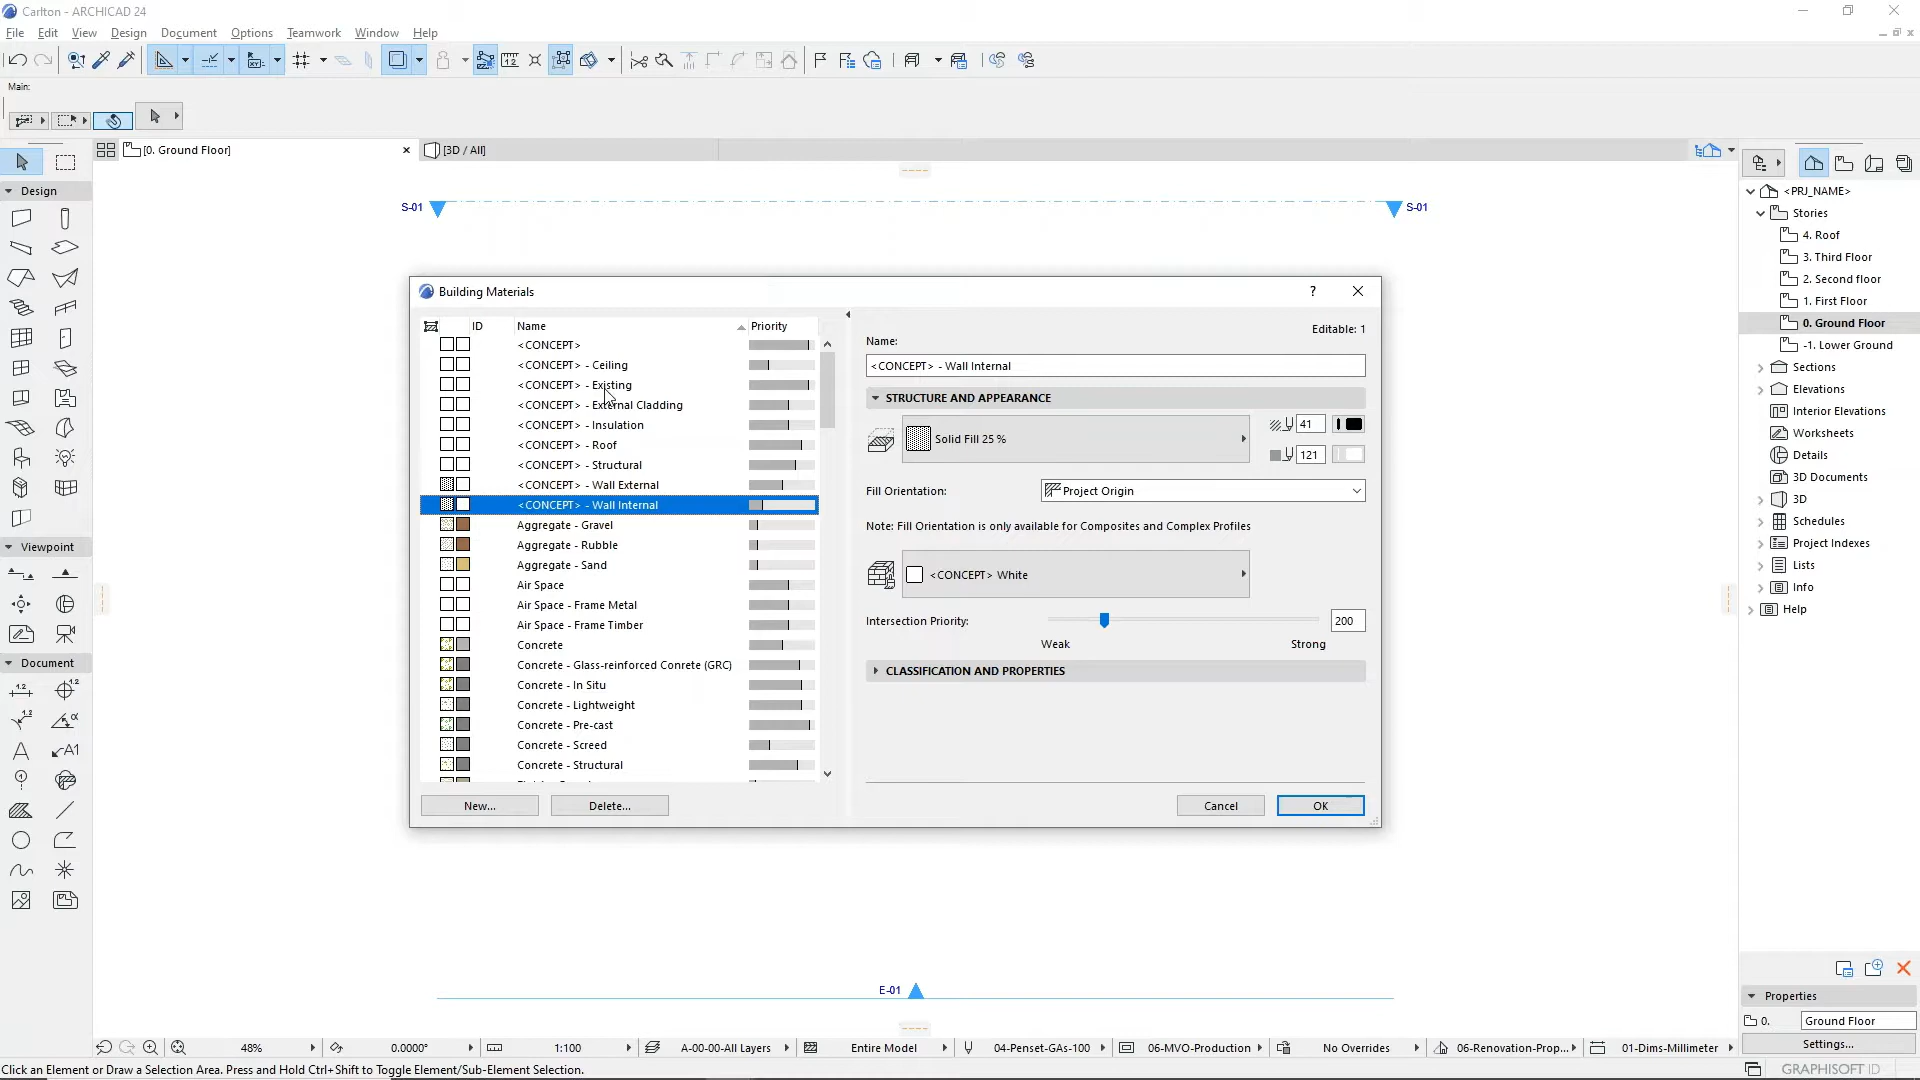 Carlton - ARCHICAD 24
File Edit View Design Document Options Teamwork Window Help
Main:
[0. Ground Floor]
[3D / All]
Design
Viewpoint
Document
S-01
S-01
E-01
Building Materials
?
ID Name Priority
<CONCEPT>
<CONCEPT> - Ceiling
<CONCEPT> - Existing
<CONCEPT> - External Cladding
<CONCEPT> - Insulation
<CONCEPT> - Roof
<CONCEPT> - Structural
<CONCEPT> - Wall External
<CONCEPT> - Wall Internal
Aggregate - Gravel
Aggregate - Rubble
Aggregate - Sand
Air Space
Air Space - Frame Metal
Air Space - Frame Timber
Concrete
Concrete - Glass-reinforced Conrete (GRC)
Concrete - In Situ
Concrete - Lightweight
Concrete - Pre-cast
Concrete - Screed
Concrete - Structural
New...
Delete...
Editable: 1
Name:
<CONCEPT> - Wall Internal
STRUCTURE AND APPEARANCE
Solid Fill 25 %
41
121
Fill Orientation:
Project Origin
Note: Fill Orientation is only available for Composites and Complex Profiles
<CONCEPT> White
Intersection Priority:
200
Weak
Strong
CLASSIFICATION AND PROPERTIES
Cancel
OK
<PRJ_NAME>
Stories
4. Roof
3. Third Floor
2. Second floor
1. First Floor
0. Ground Floor
-1. Lower Ground
Sections
Elevations
Interior Elevations
Worksheets
Details
3D Documents
3D
Schedules
Project Indexes
Lists
Info
Help
Properties
0. Ground Floor
Settings...
48%
0.0000°
1:100
A-00-00-All Layers
Entire Model
04-Penset-GAs-100
06-MVO-Production
No Overrides
06-Renovation-Prop...
01-Dims-Millimeter
Click an Element or Draw a Selection Area. Press and Hold Ctrl+Shift to Toggle Element/Sub-Element Selection.
GRAPHISOFT ID